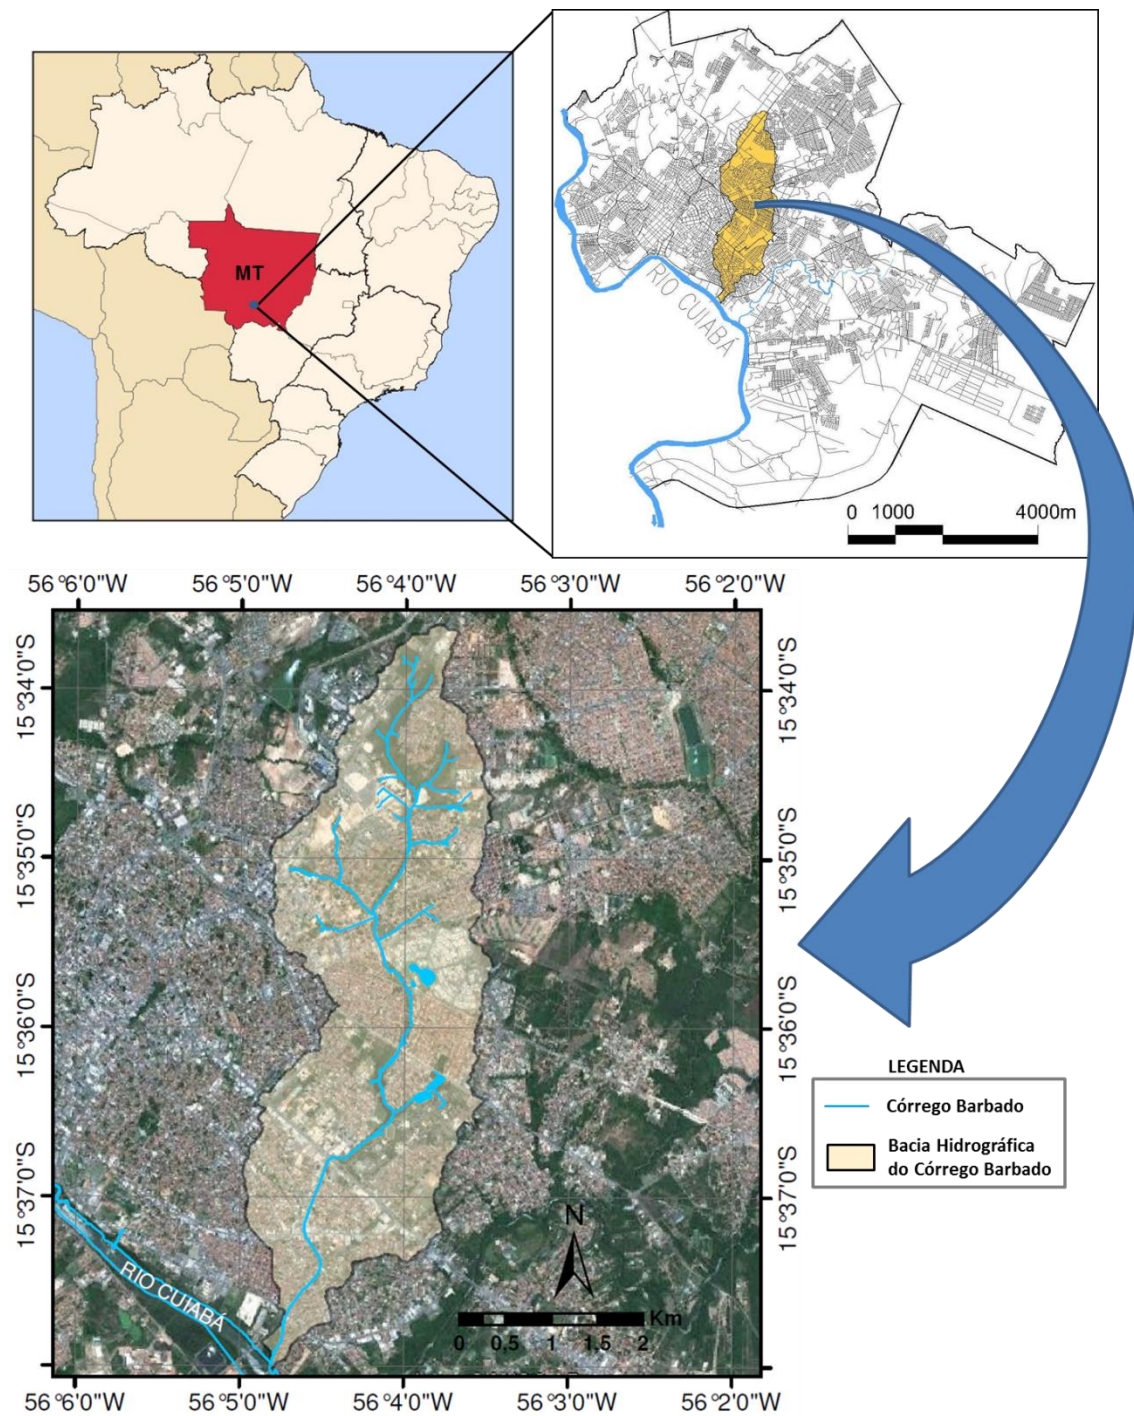 MT
RIO CUIABÁ
0 1000 4000m
56°6'0"W 56°5'0"W 56°4'0"W 56°3'0"W 56°2'0"W
15°34'0"S
15°35'0"S
15°36'0"S
15°37'0"S
15°34'0"S
15°35'0"S
15°36'0"S
15°37'0"S
RIO CUIABÁ
N
Km
0 0,5 1 1.5 2
56°6'0"W 56°5'0"W 56°4'0"W 56°3'0"W 56°2'0"W
LEGENDA
Córrego Barbado
Bacia Hidrográfica
do Córrego Barbado